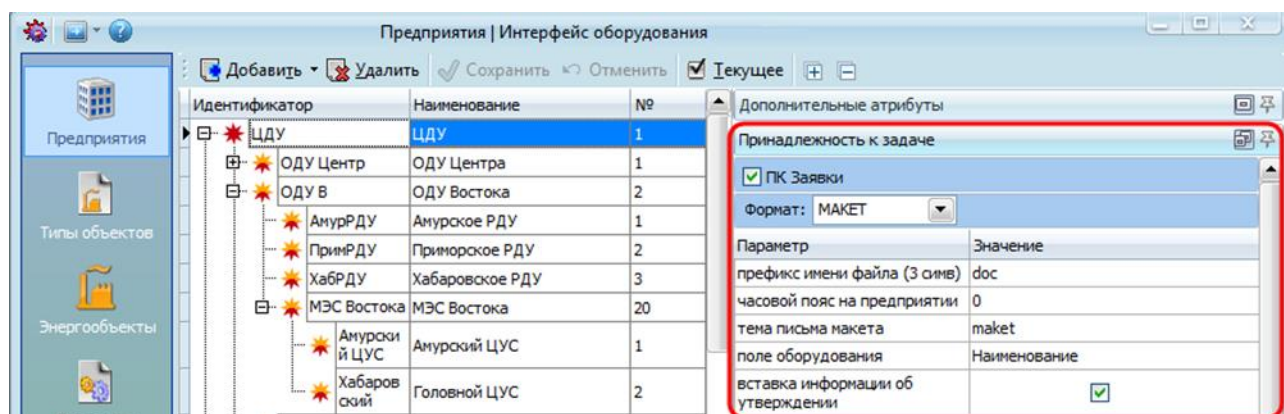 Предприятия | Интерфейс оборудования
Добавить Удалить Сохранить Отменить Текущее
Предприятия
Типы объектов
Энергообъекты
Идентификатор Наименование №
ЦДУ ЦДУ 1
ОДУ Центр ОДУ Центра 1
ОДУ В ОДУ Востока 2
АмурРДУ Амурское РДУ 1
ПримРДУ Приморское РДУ 2
ХабРДУ Хабаровское РДУ 3
МЭС Востока МЭС Востока 20
Амурски
й ЦУС Амурский ЦУС 1
Хабаров
ский Головной ЦУС 2
Дополнительные атрибуты
Принадлежность к задаче
ПК Заявки
Формат: МАКЕТ
Параметр Значение
префикс имени файла (3 симв) doc
часовой пояс на предприятии 0
тема письма макета maket
поле оборудования Наименование
вставка информации об
утверждении